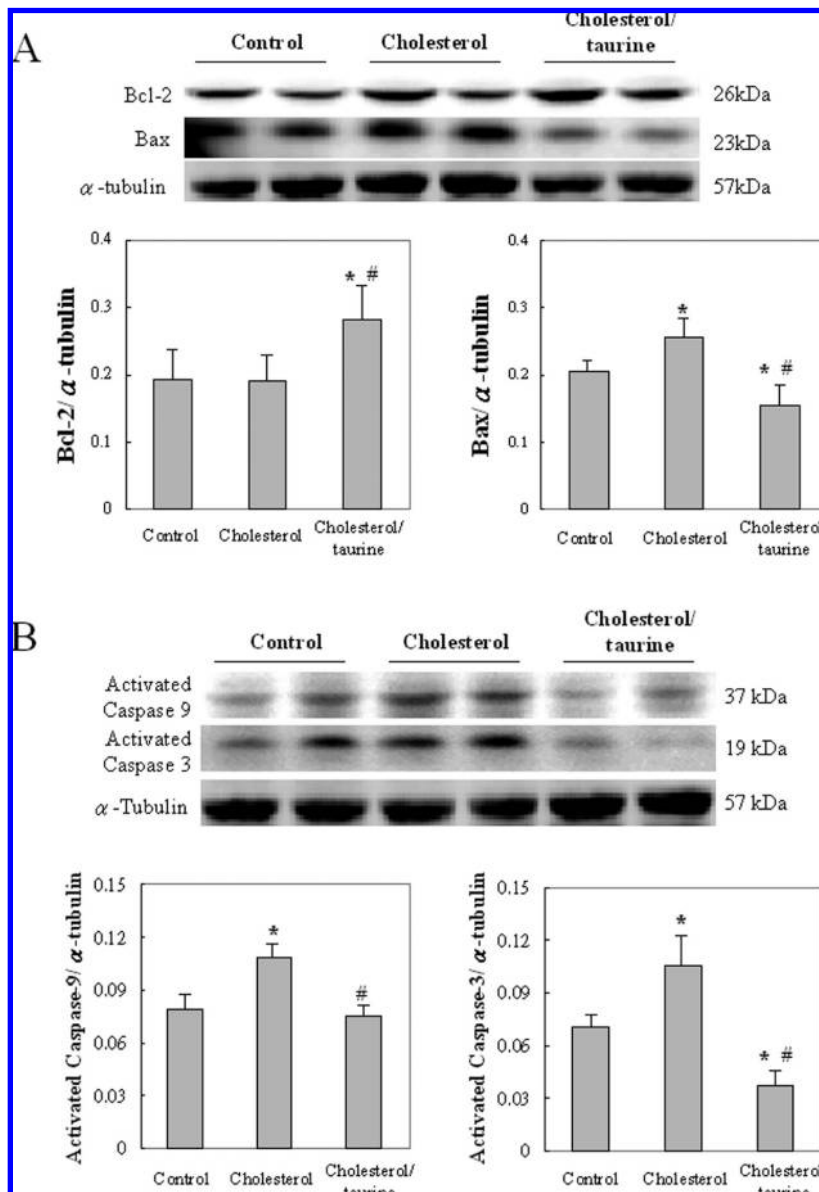 A
Control Cholesterol Cholesterol/
taurine
Bcl-2 26kDa
Bax 23kDa
α-tubulin 57kDa
0.4
0.3
0.2
0.1
0
Bcl-2/ α-tubulin
* #
Control Cholesterol Cholesterol/
taurine
0.4
0.3
0.2
0.1
0
Bax/ α-tubulin
*
* #
Control Cholesterol Cholesterol/
taurine
B
Control Cholesterol Cholesterol/
taurine
Activated
Caspase 9 37 kDa
Activated
Caspase 3 19 kDa
α-Tubulin 57 kDa
0.15
0.12
0.09
0.06
0.03
0
Activated Caspase-9/ α-tubulin
*
#
Control Cholesterol Cholesterol/
taurine
0.15
0.12
0.09
0.06
0.03
0
Activated Caspase-3/ α-tubulin
*
* #
Control Cholesterol Cholesterol/
taurine